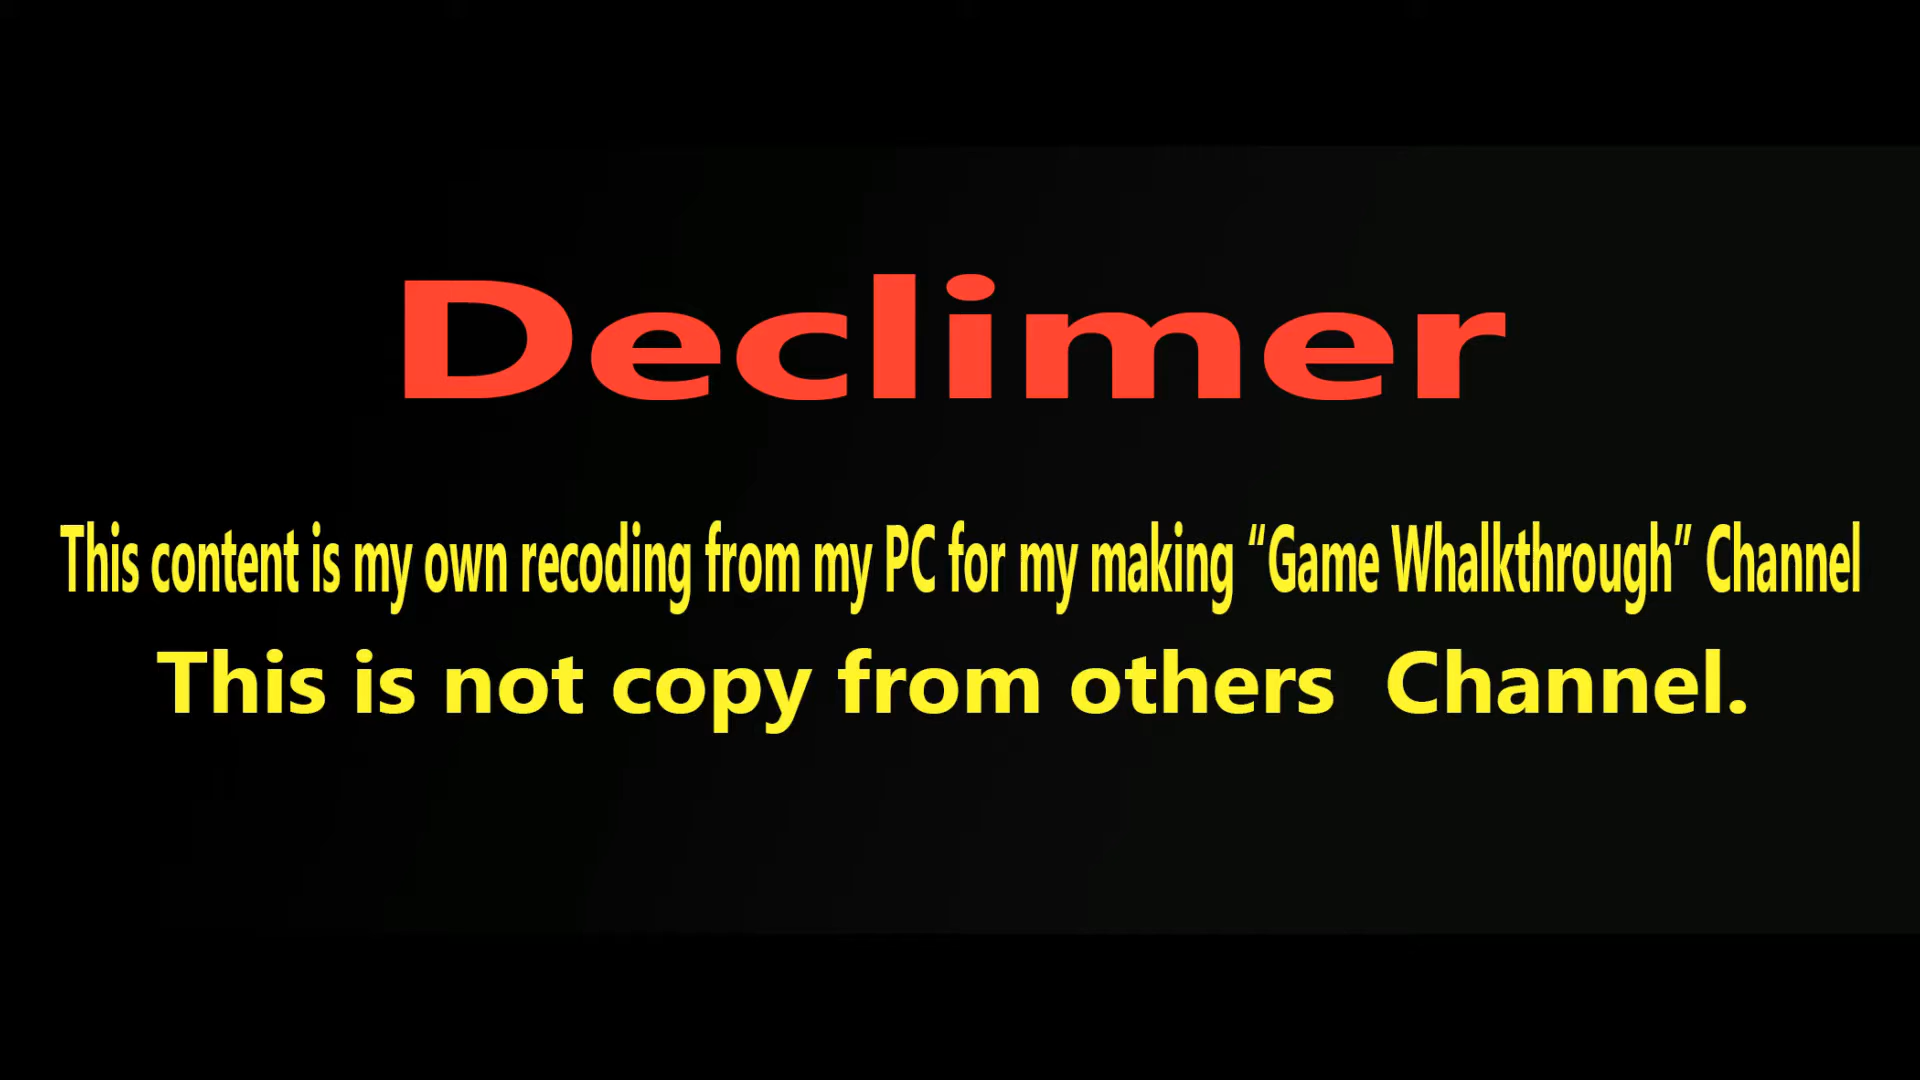 Declimer
This content is my own recoding from my PC for my making “Game Whalkthrough” Channel
This is not copy from others Channel.